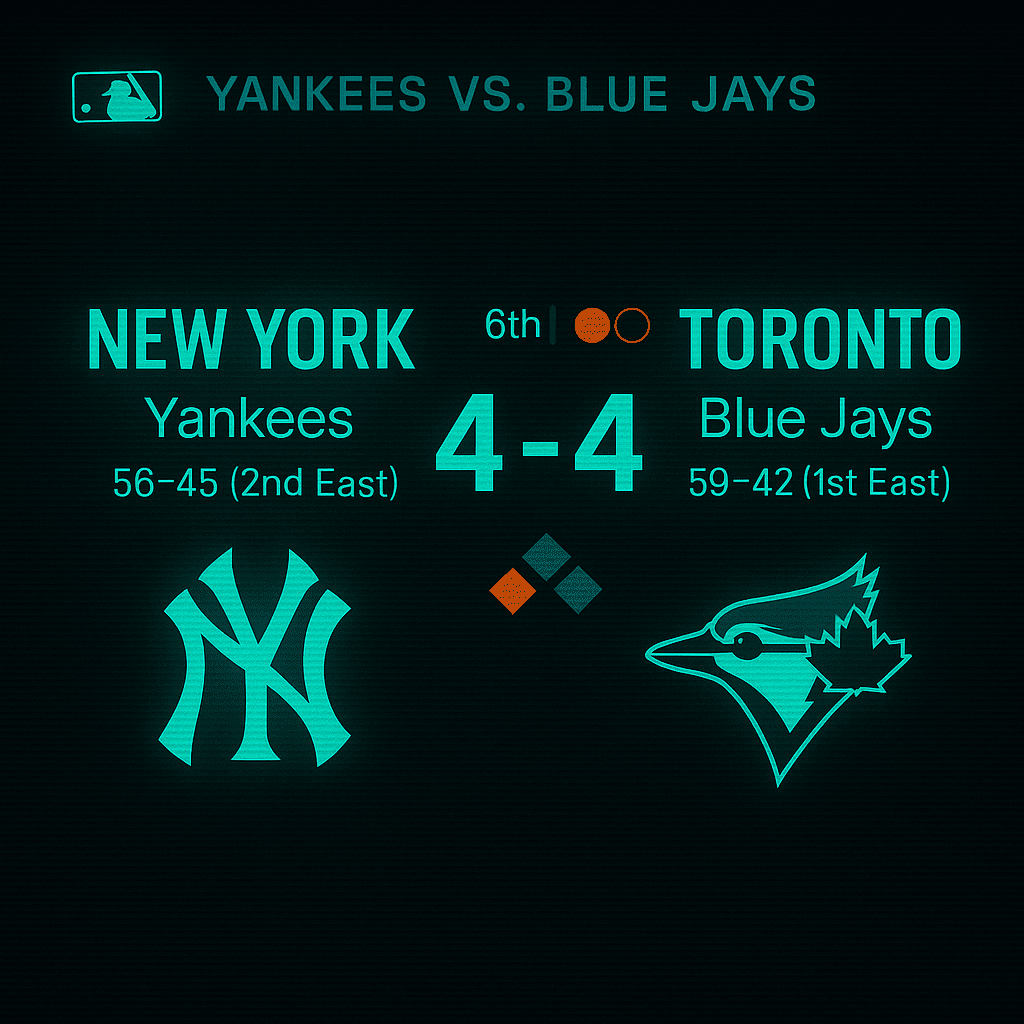 YANKEES VS. BLUE JAYS
NEW YORK
Yankees
56–45 (2nd East)
6th
4-4
TORONTO
Blue Jays
59–42 (1st East)
NY